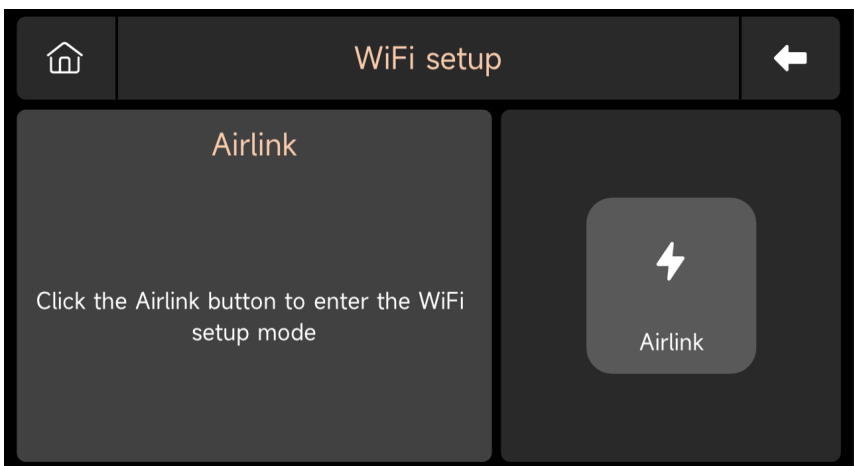 WiFi setup
Airlink
Click the Airlink button to enter the WiFi
setup mode
Airlink